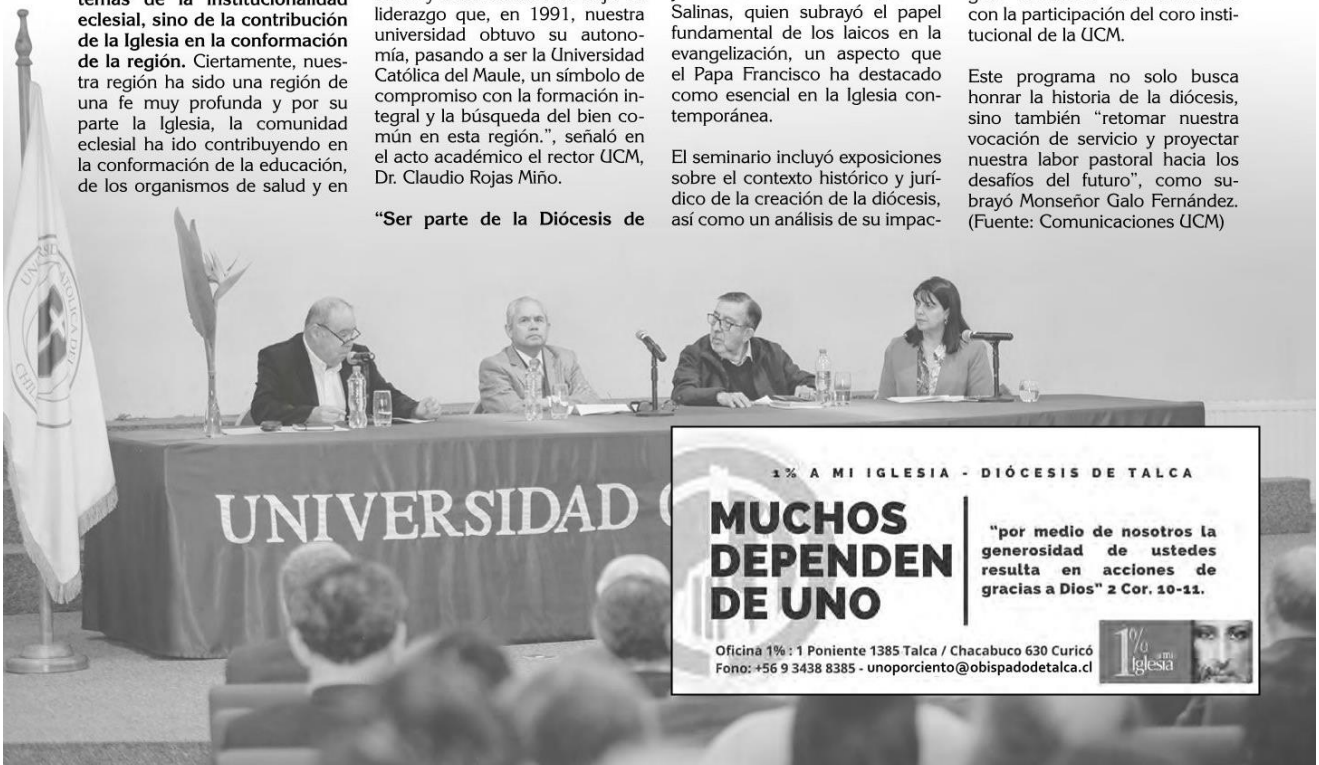 temas de la institucionalidad
eclesial, sino de la contribución
de la Iglesia en la conformación
de la región. Ciertamente, nues-
tra región ha sido una región de
una fe muy profunda y por su
parte la Iglesia, la comunidad
eclesial ha ido contribuyendo en
la conformación de la educación,
de los organismos de salud y en
liderazgo que, en 1991, nuestra
universidad obtuvo su autono-
mía, pasando a ser la Universidad
Católica del Maule, un símbolo de
compromiso con la formación in-
tegral y la búsqueda del bien co-
mún en esta región.”, señaló en
el acto académico el rector UCM,
Dr. Claudio Rojas Miño.
“Ser parte de la Diócesis de
Salinas, quien subrayó el papel
fundamental de los laicos en la
evangelización, un aspecto que
el Papa Francisco ha destacado
como esencial en la Iglesia con-
temporánea.
El seminario incluyó exposiciones
sobre el contexto histórico y jurí-
dico de la creación de la diócesis,
así como un análisis de su impac-
con la participación del coro insti-
tucional de la UCM.
Este programa no solo busca
honrar la historia de la diócesis,
sino también “retomar nuestra
vocación de servicio y proyectar
nuestra labor pastoral hacia los
desafíos del futuro”, como su-
brayó Monseñor Galo Fernández.
(Fuente: Comunicaciones UCM)
UNIVERSIDAD
1% A MI IGLESIA - DIÓCESIS DE TALCA
MUCHOS
DEPENDEN
DE UNO
"por medio de nosotros la
generosidad de ustedes
resulta en acciones de
gracias a Dios" 2 Cor. 10-11.
Oficina 1% : 1 Poniente 1385 Talca / Chacabuco 630 Curicó
Fono: +56 9 3438 8385 - unoporciento@obispadodetalca.cl
1%
a mi
Iglesia